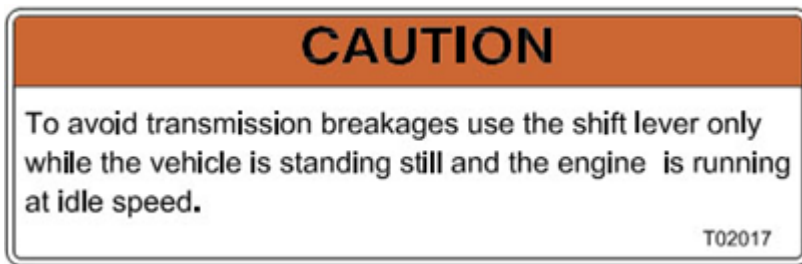 CAUTION
To avoid transmission breakages use the shift lever only
while the vehicle is standing still and the engine is running
at idle speed.
T02017